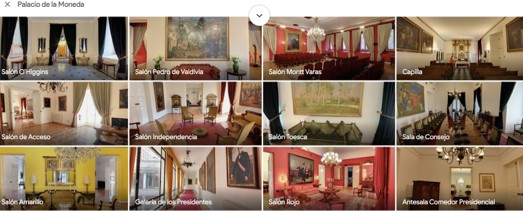 Palacio de la Moneda
Salón O'Higgins
Salón Pedro de Valdivia
Salón Montt Varas
Capilla
Salón de Acceso
Salón Independencia
Salón Toesca
Sala de Consejo
Salón Amarillo
Galería de los Presidentes
Salón Rojo
Antesala Comedor Presidencial